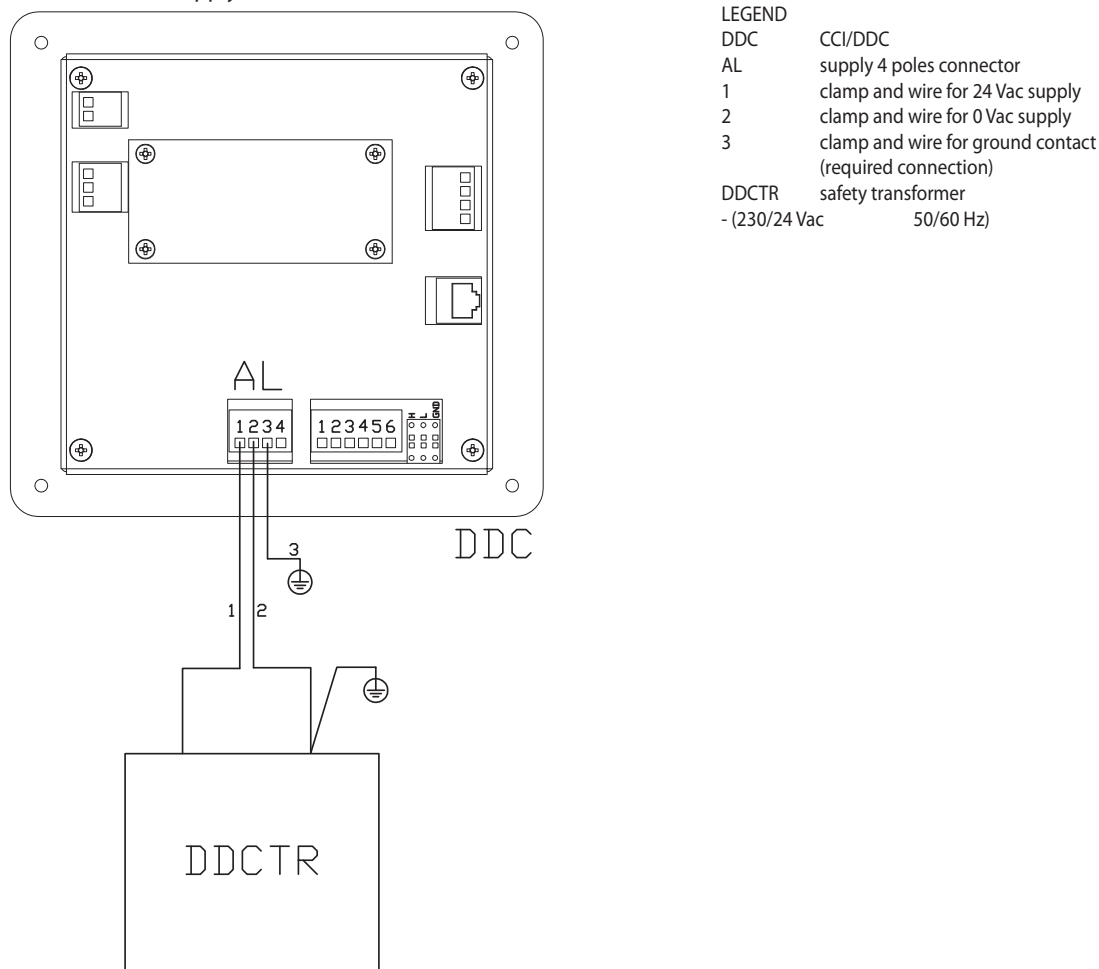 LEGEND
DDC CCI/DDC
AL supply 4 poles connector
1 clamp and wire for 24 Vac supply
2 clamp and wire for 0 Vac supply
3 clamp and wire for ground contact
(required connection)
DDCTR safety transformer
- (230/24 Vac 50/60 Hz)
AL
1234
123456
H
L
GND
DDC
3
1
2
DDCTR